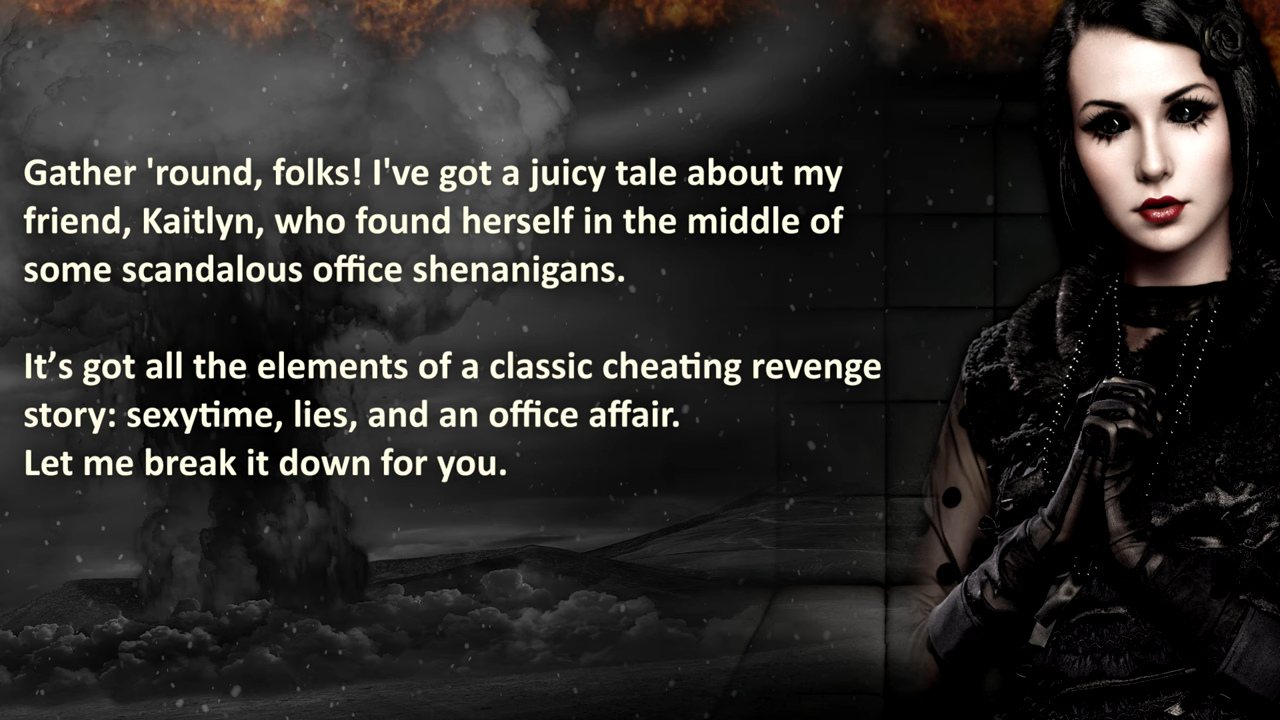 Gather 'round, folks! I've got a juicy tale about my
friend, Kaitlyn, who found herself in the middle of
some scandalous office shenanigans.
It’s got all the elements of a classic cheating revenge
story: sexytime, lies, and an office affair.
Let me break it down for you.